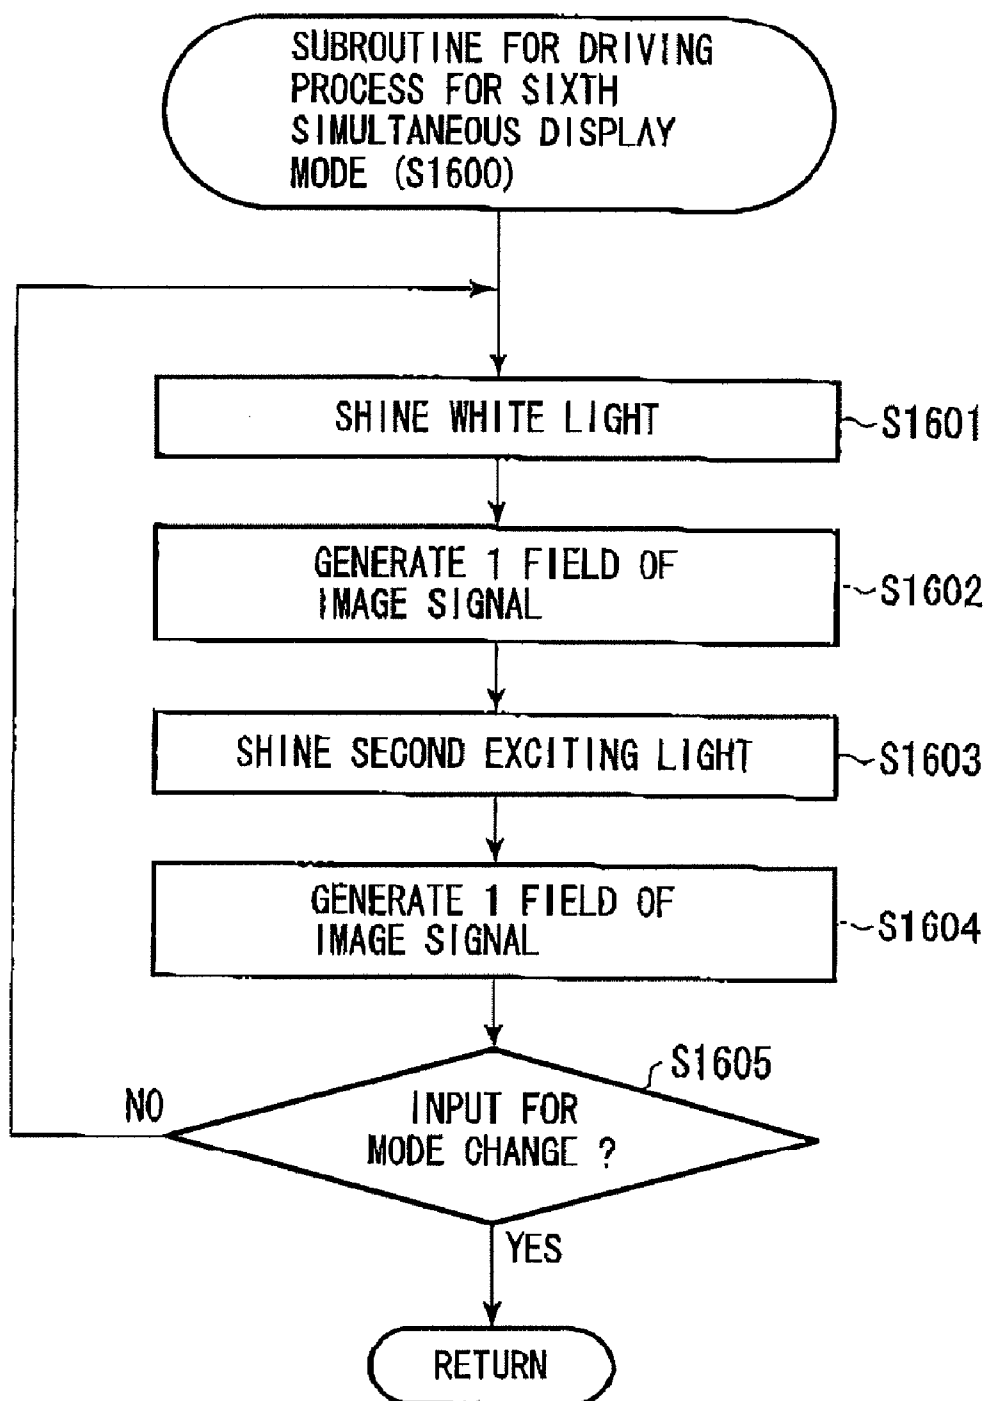 SUBROUTINE FOR DRIVING
PROCESS FOR SIXTH
SIMULTANEOUS DISPLAY
MODE (S1600)
SHINE WHITE LIGHT
S1601
GENERATE 1 FIELD OF
IMAGE SIGNAL
S1602
SHINE SECOND EXCITING LIGHT
S1603
GENERATE 1 FIELD OF
IMAGE SIGNAL
S1604
S1605
NO
INPUT FOR
MODE CHANGE ?
YES
RETURN